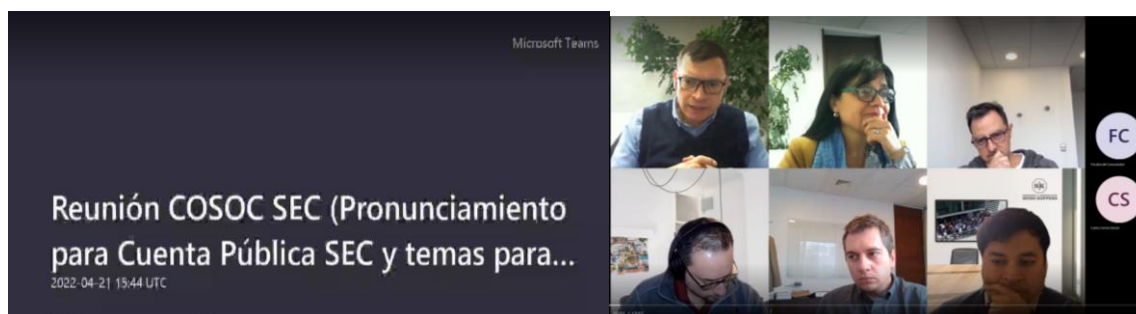 Microsoft Teams
Reunión COSOC SEC (Pronunciamiento
para Cuenta Pública SEC y temas para...
2022-04-21 15:44 UTC
FC
CS